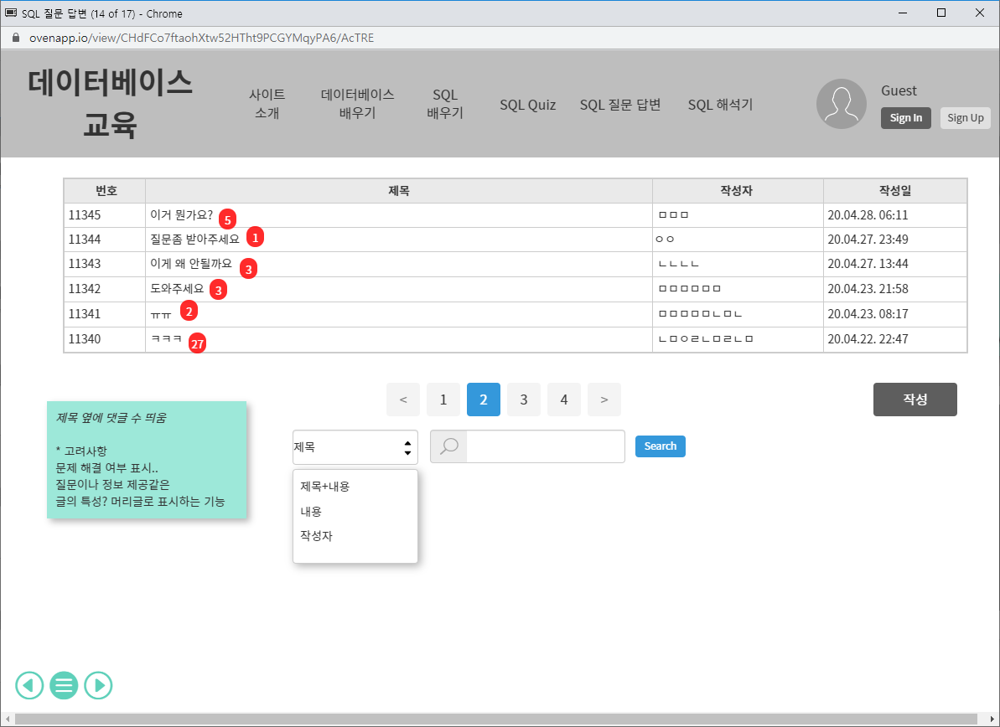 SQL 질문 답변 (14 of 17) - Chrome
ovenapp.io/view/CHdFCo7ftaohXtw52HTht9PCGYMqyPA6/AcTRE
데이터베이스
교육
사이트
소개
데이터베이스
배우기
SQL
배우기
SQL Quiz
SQL 질문 답변
SQL 해석기
Guest
Sign In
Sign Up
번호 제목 작성자 작성일
11345 이거 뭔가요? 5 ㅁㅁㅁ 20.04.28. 06:11
11344 질문좀 받아주세요 1 ㅇㅇ 20.04.27. 23:49
11343 이게 왜 안될까요 3 ㄴㄴㄴㄴ 20.04.27. 13:44
11342 도와주세요 3 ㅁㅁㅁㅁㅁㅁ 20.04.23. 21:58
11341 ㅠㅠ 2 ㅁㅁㅁㅁㅁㄴㅁㄴ 20.04.23. 08:17
11340 ㅋㅋㅋ 27 ㄴㅁㅇㄹㄴㅁㄹㄴㅁ 20.04.22. 22:47
< 1 2 3 4 >
작성
제목 옆에 댓글 수 띄움
* 고려사항
문제 해결 여부 표시..
질문이나 정보 제공같은
글의 특성? 머리글로 표시하는 기능
제목
Search
제목+내용
내용
작성자